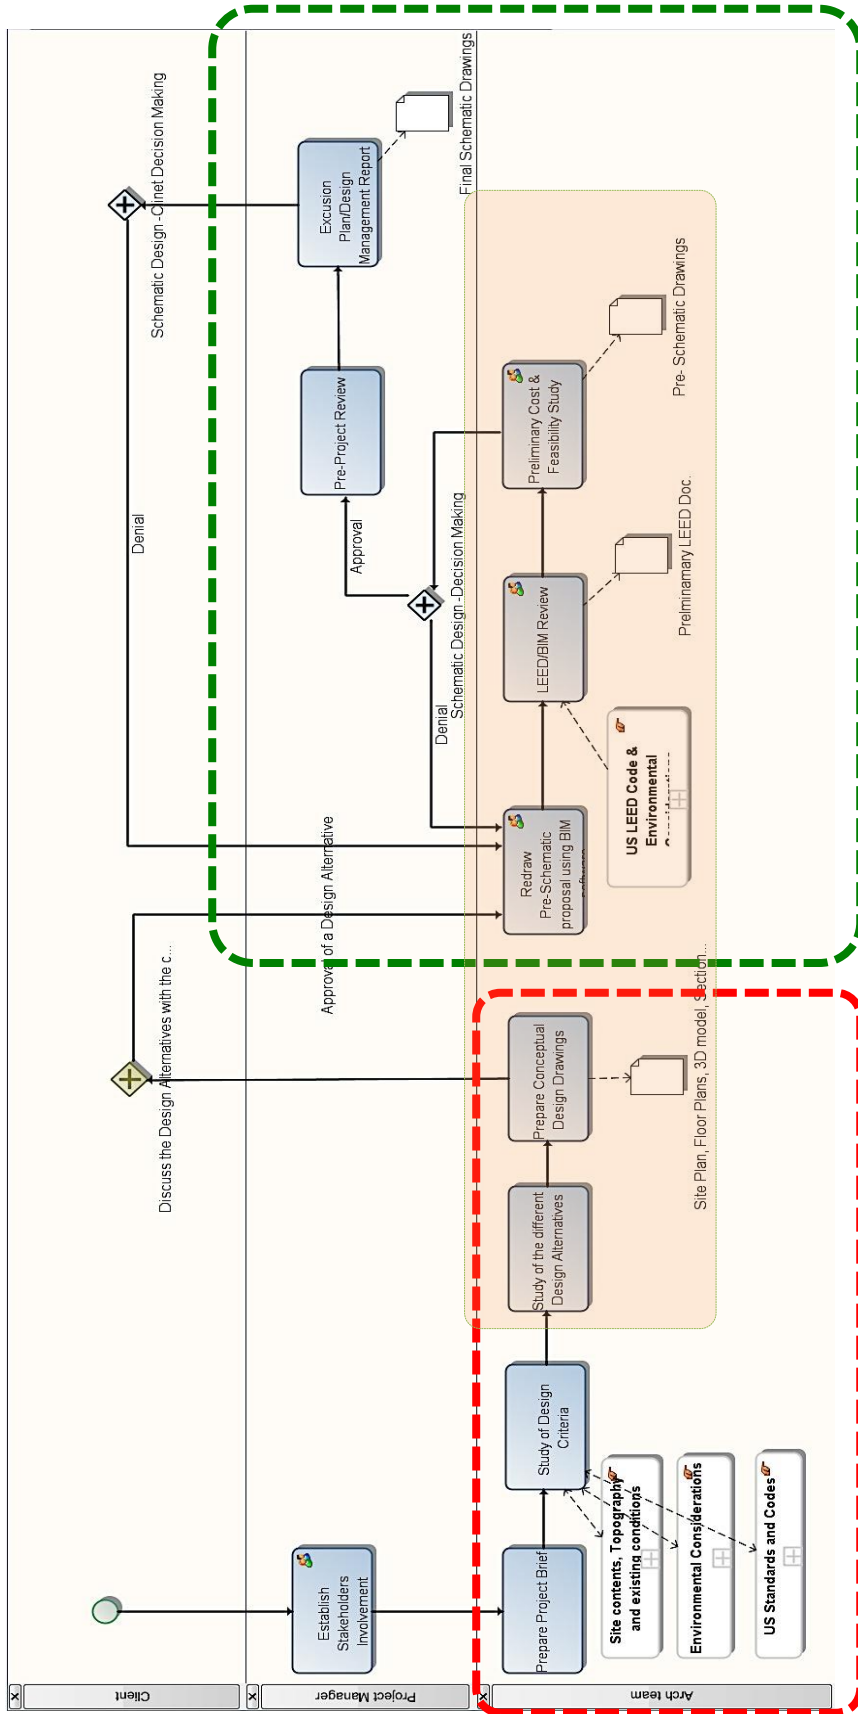 Client
Project Manager
Arch team
Establish
Stakeholders
Involvement
Prepare Project Brief
Study of Design
Criteria
Site contents, Topography
and existing conditions
Environmental Considerations
US Standards and Codes
Study of the different
Design Alternatives
Prepare Conceptual
Design Drawings
Site Plan, Floor Plans, 3D model, Section...
Discuss the Design Alternatives with the c...
Approval of a Design Alternative
Redraw
Pre-Schematic
proposal using BIM
software
US LEED Code &
Environmental
LEED/BIM Review
Prelminamary LEED Doc.
Preliminary Cost &
Feasibility Study
Pre- Schematic Drawings
Schematic Design -Decision Making
Denial
Approval
Pre-Project Review
Excusion
Plan/Design
Management Report
Final Schematic Drawings
Schematic Design -Clinet Decision Making
Denial